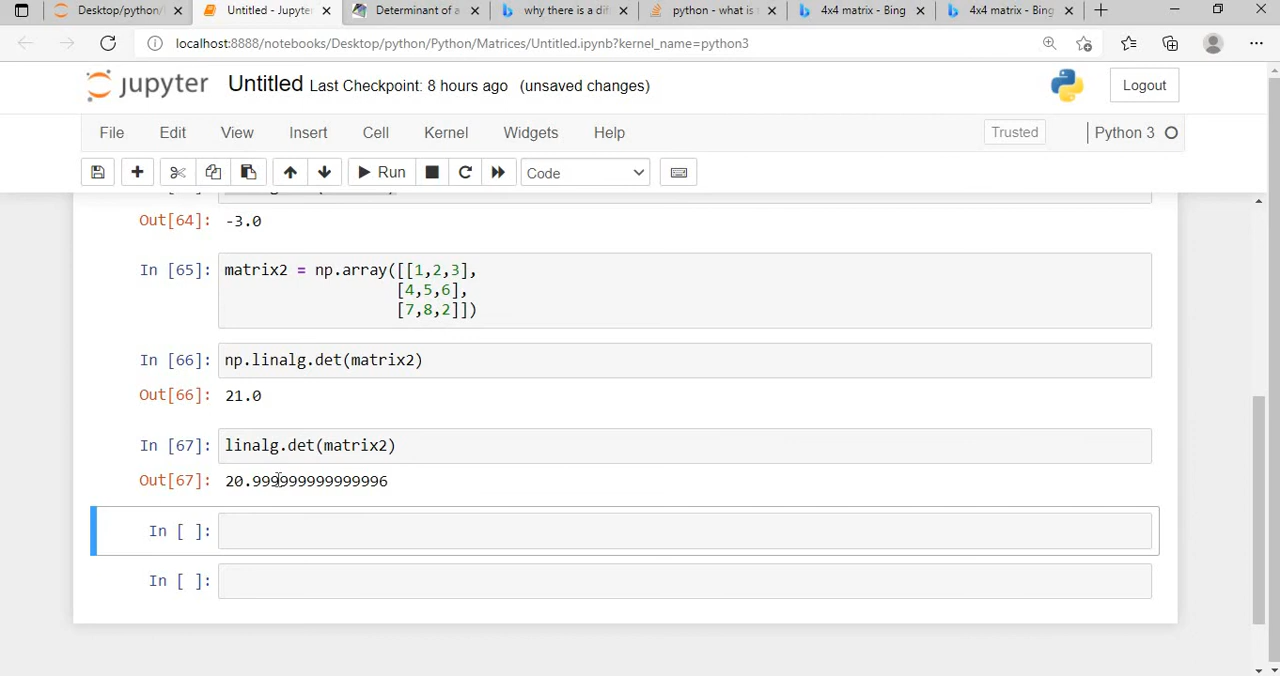 Desktop/python/
Untitled - Jupyter
Determinant of a
why there is a dif
python - what is
4x4 matrix - Bing
4x4 matrix - Bing
localhost:8888/notebooks/Desktop/python/Python/Matrices/Untitled.ipynb?kernel_name=python3
jupyter Untitled Last Checkpoint: 8 hours ago (unsaved changes) Logout
File Edit View Insert Cell Kernel Widgets Help Trusted Python 3
Run Code
Out[64]: -3.0
In [65]: matrix2 = np.array([[1,2,3],
[4,5,6],
[7,8,2]])
In [66]: np.linalg.det(matrix2)
Out[66]: 21.0
In [67]: linalg.det(matrix2)
Out[67]: 20.999999999999996
In [ ]:
In [ ]: